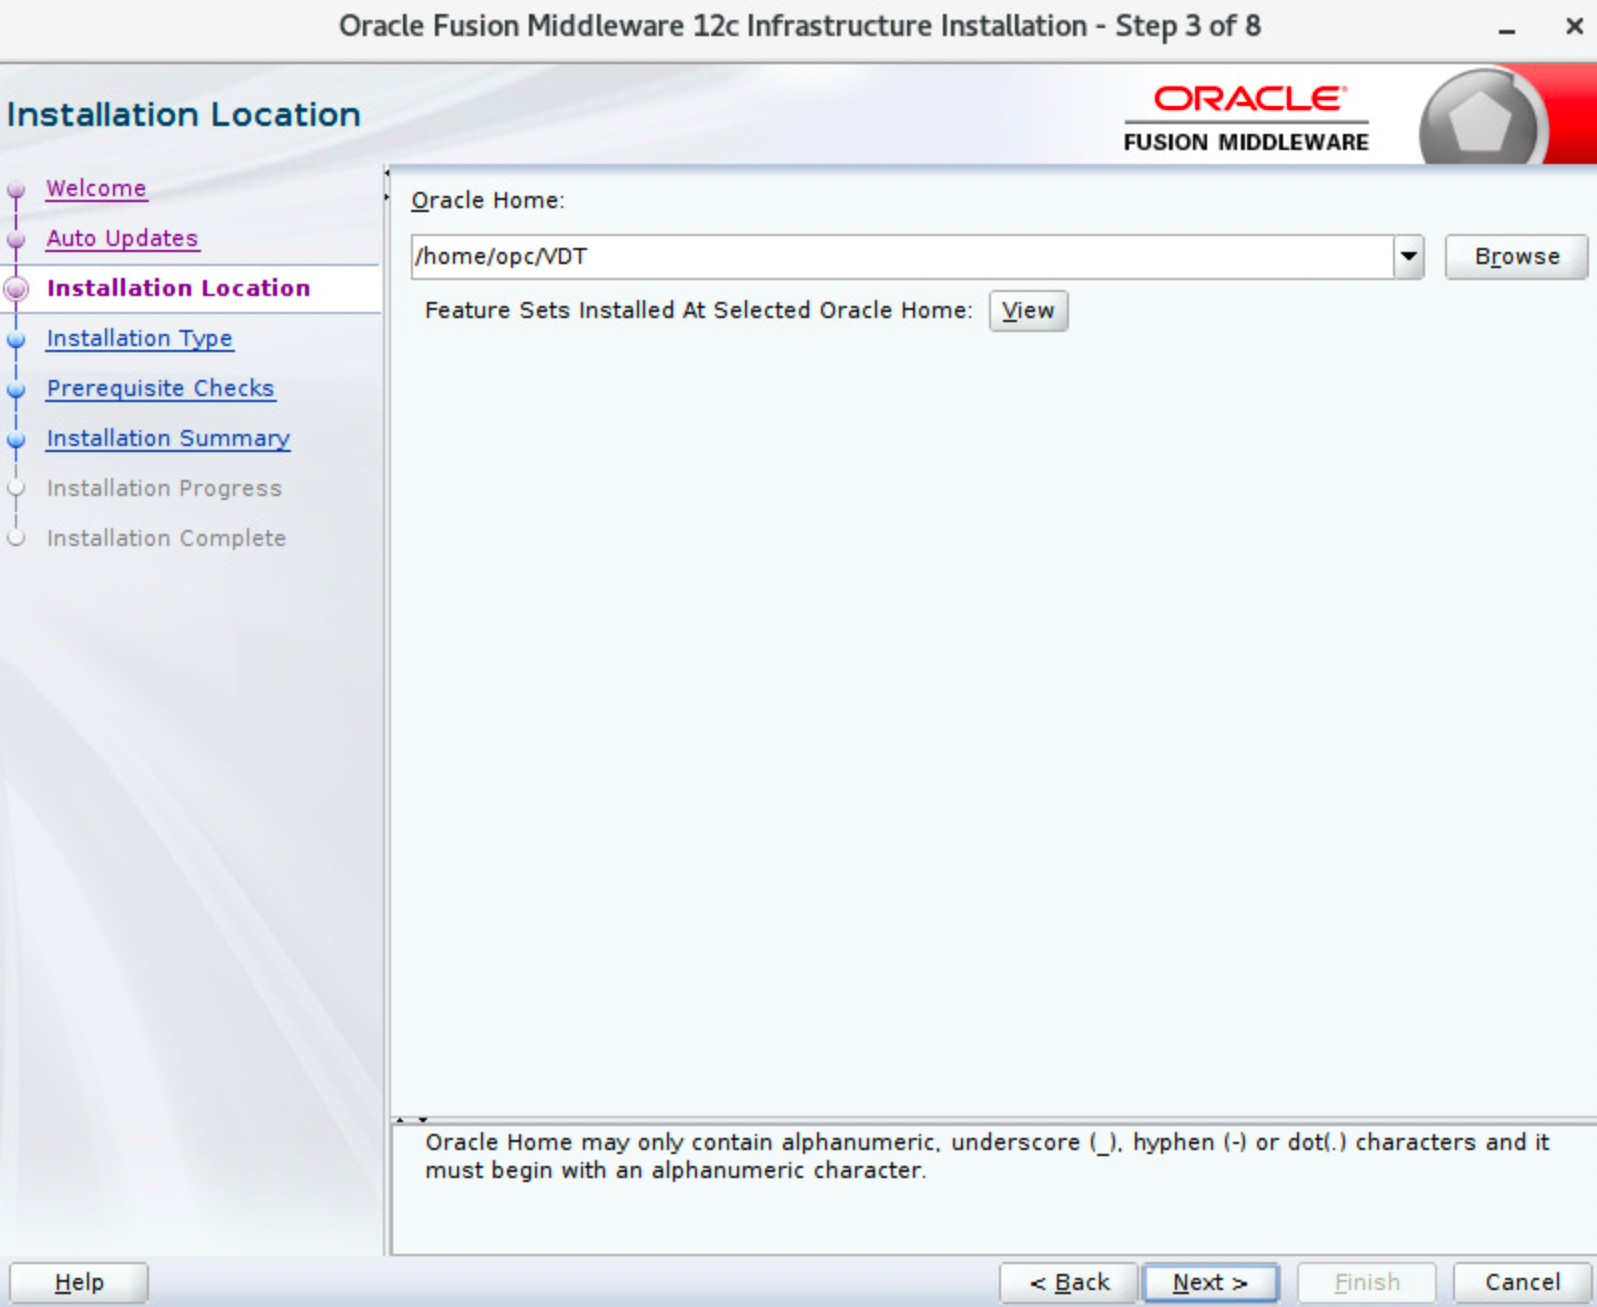 Oracle Fusion Middleware 12c Infrastructure Installation - Step 3 of 8
Installation Location
ORACLE
FUSION MIDDLEWARE
Welcome
Auto Updates
Installation Location
Installation Type
Prerequisite Checks
Installation Summary
Installation Progress
Installation Complete
Oracle Home:
/home/opc/VDT
Browse
Feature Sets Installed At Selected Oracle Home:
View
Oracle Home may only contain alphanumeric, underscore (_), hyphen (-) or dot(.) characters and it
must begin with an alphanumeric character.
Help
< Back
Next >
Finish
Cancel